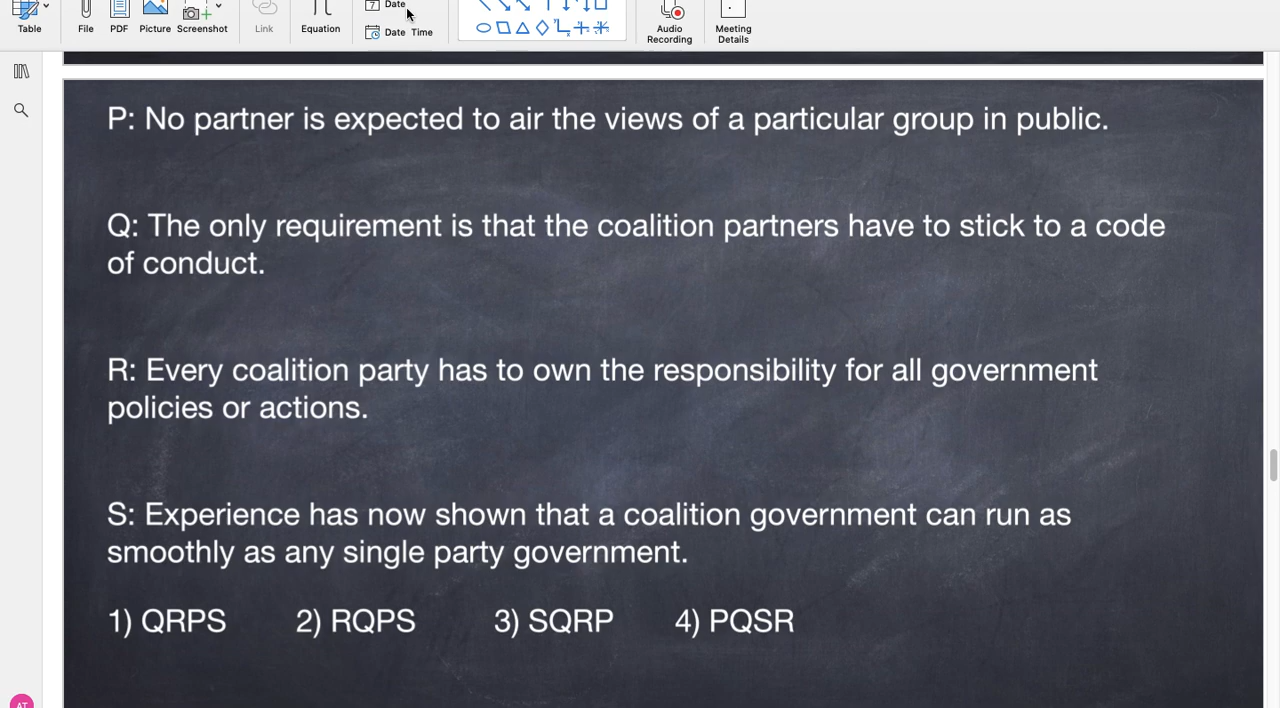 Table
File
PDF
Picture
Screenshot
Link
Equation
7 Date
Date Time
Audio
Recording
Meeting
Details
P: No partner is expected to air the views of a particular group in public.
Q: The only requirement is that the coalition partners have to stick to a code
of conduct.
R: Every coalition party has to own the responsibility for all government
policies or actions.
S: Experience has now shown that a coalition government can run as
smoothly as any single party government.
1) QRPS 2) RQPS 3) SQRP 4) PQSR
AT